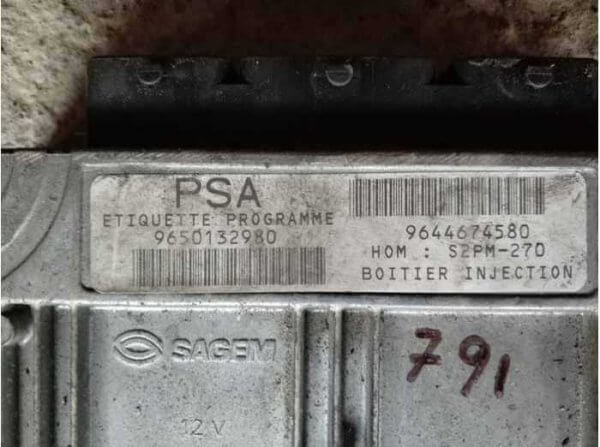 PSA
ETIQUETTE PROGRAMME
9650132980
9644674580
HOM : S2PM-270
BOITIER INJECTION
SAGEM
791
12 V